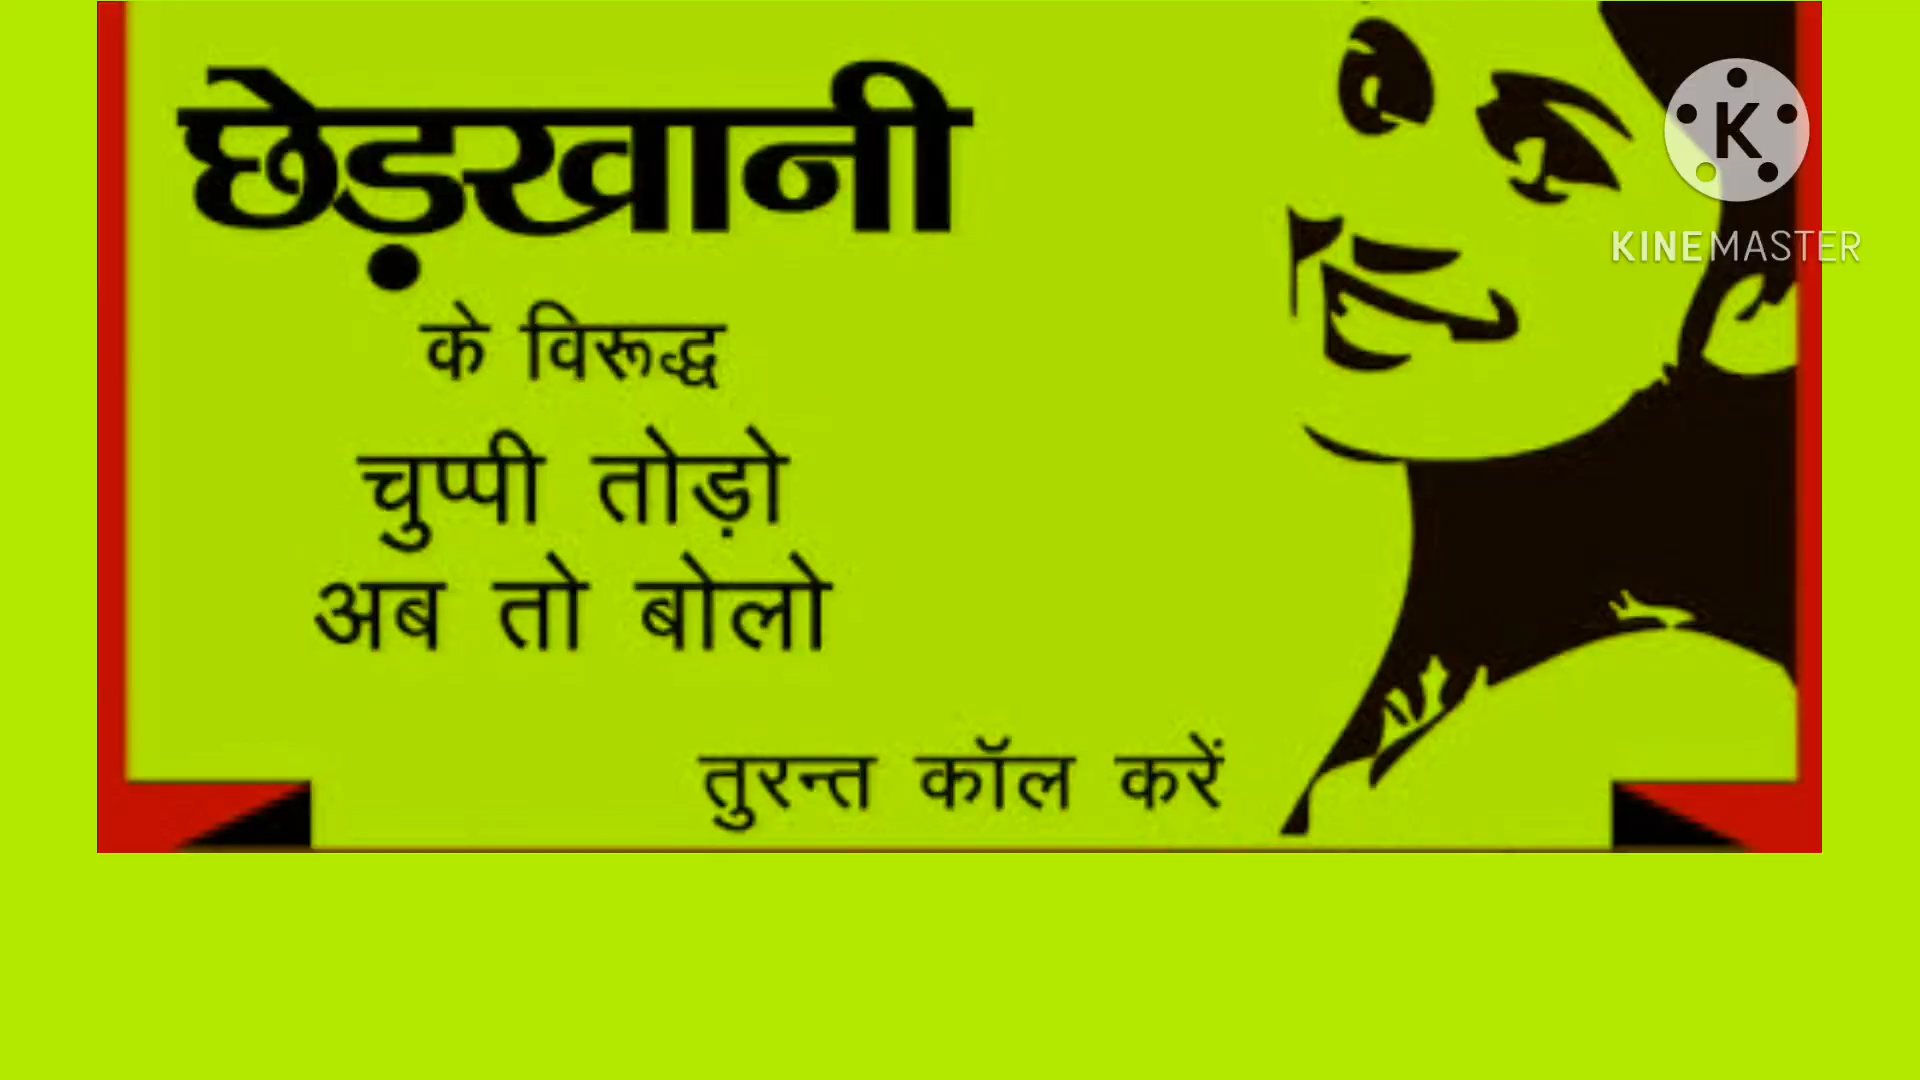 छेड़खानी
के विरूद्ध
चुप्पी तोड़ो
अब तो बोलो
तुरन्त कॉल करें
K
KINEMASTER